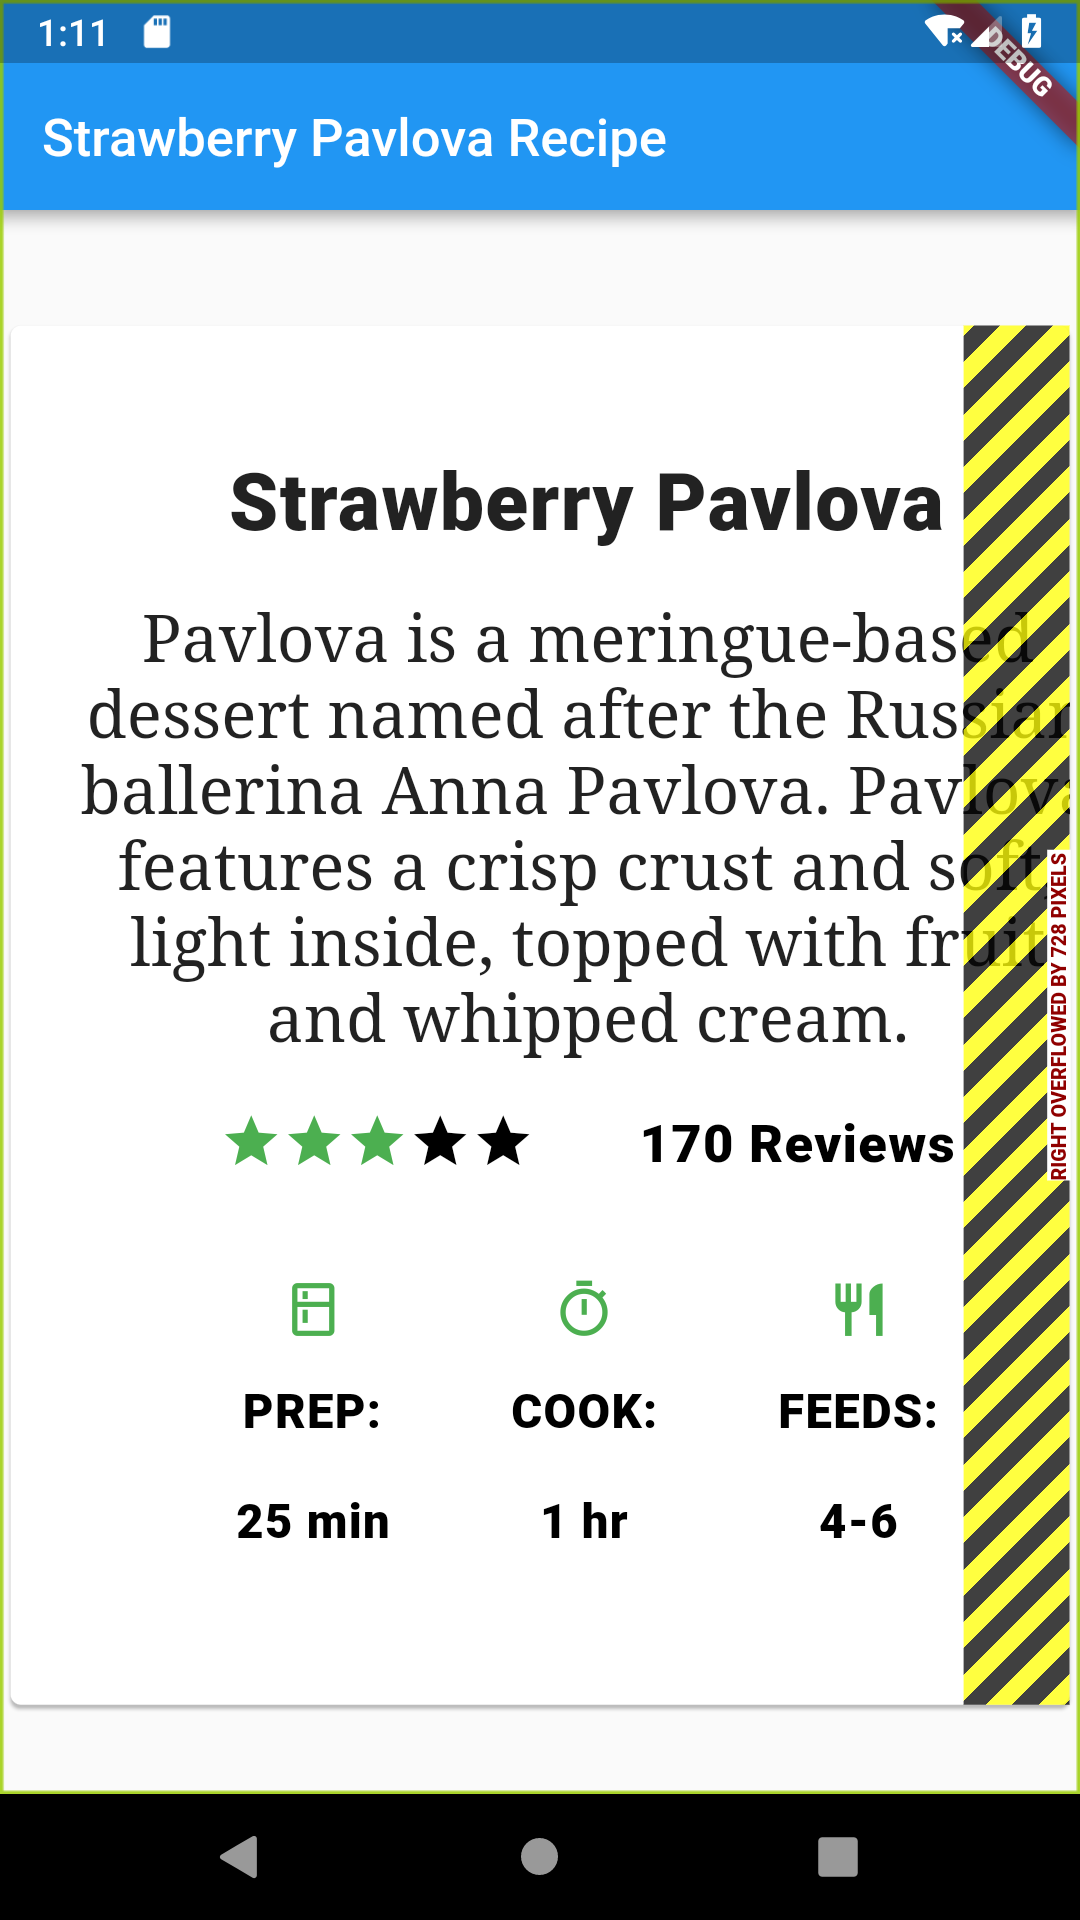 1:11
DEBUG
Strawberry Pavlova Recipe
Strawberry Pavlova
Pavlova is a meringue-based
dessert named after the Russian
ballerina Anna Pavlova. Pavlova
features a crisp crust and soft,
light inside, topped with fruit
and whipped cream.
RIGHT OVERFLOWED BY 728 PIXELS
170 Reviews
PREP: COOK: FEEDS:
25 min 1 hr 4-6